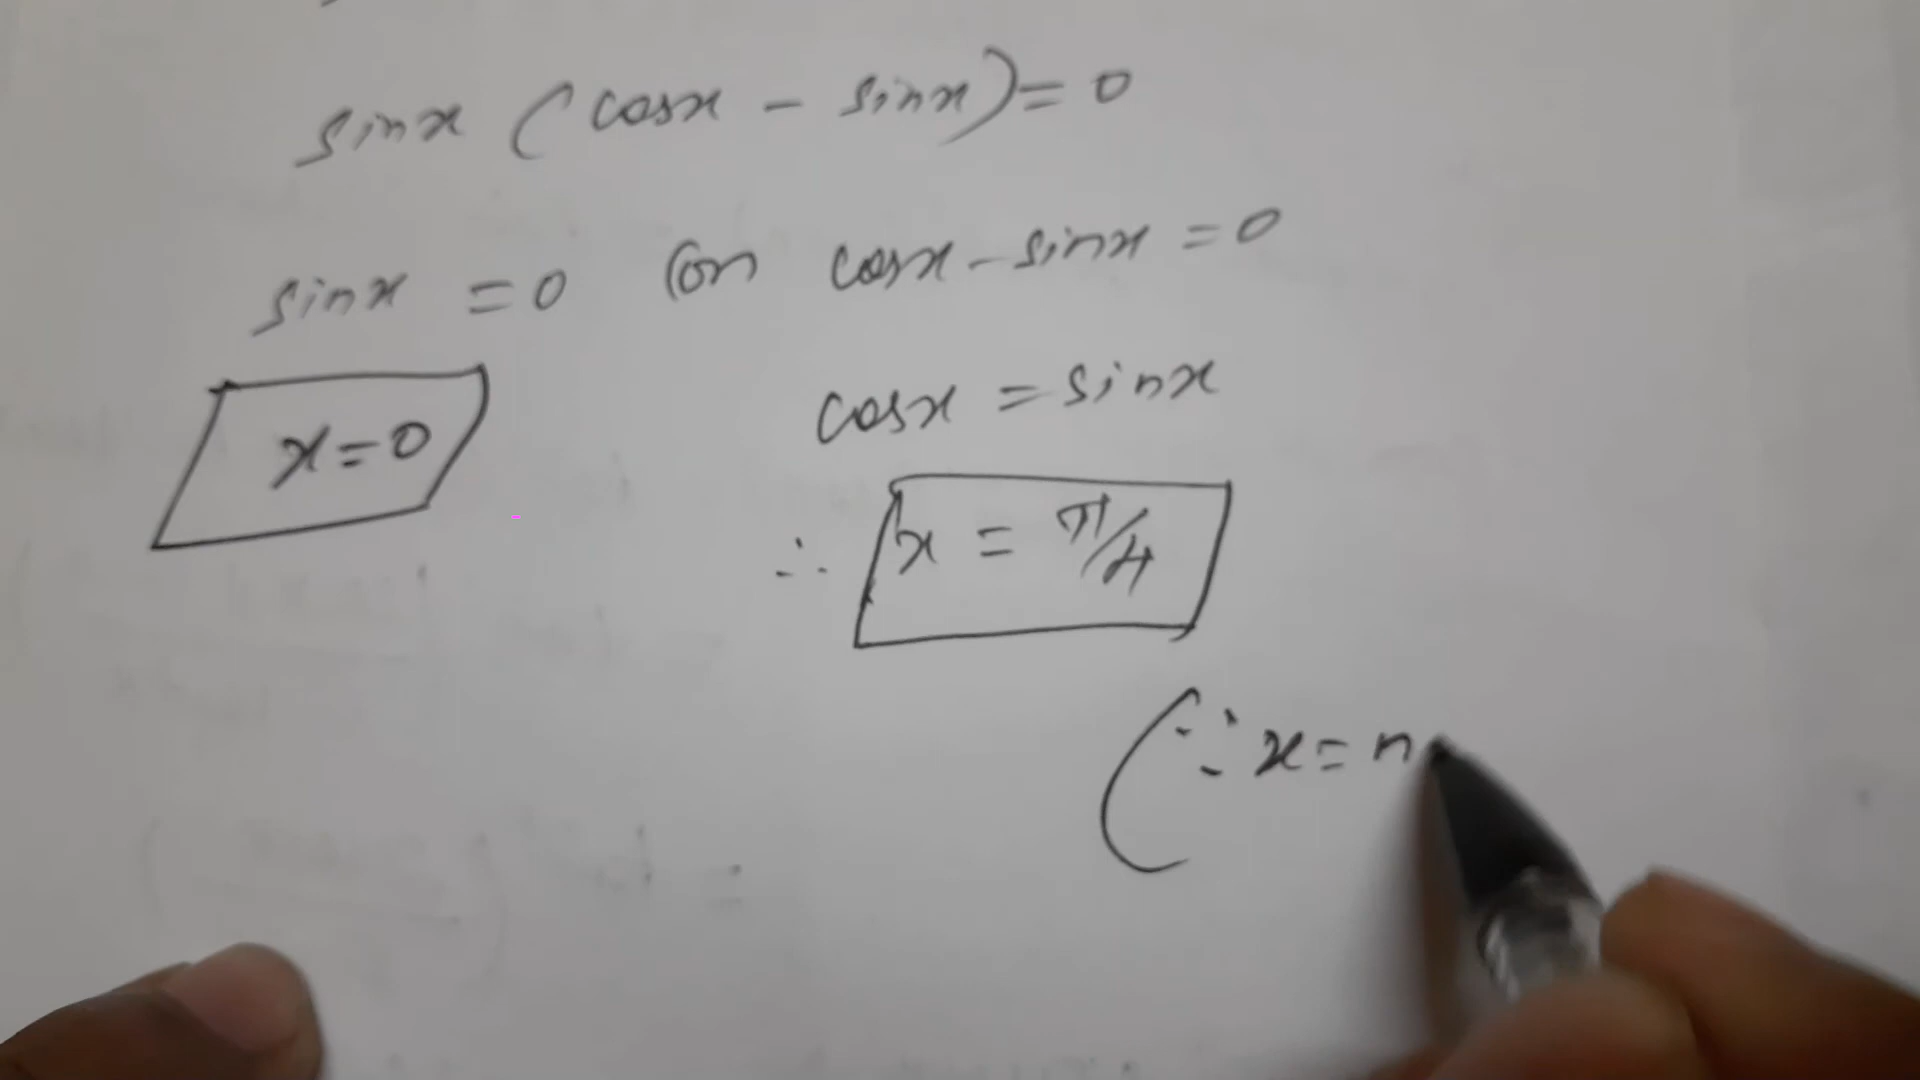 sinx (cosx - sinx) = 0
sinx = 0 (or cosx - sinx = 0
cosx = sinx
x = 0
∴ x = π/4
(∵ x = n